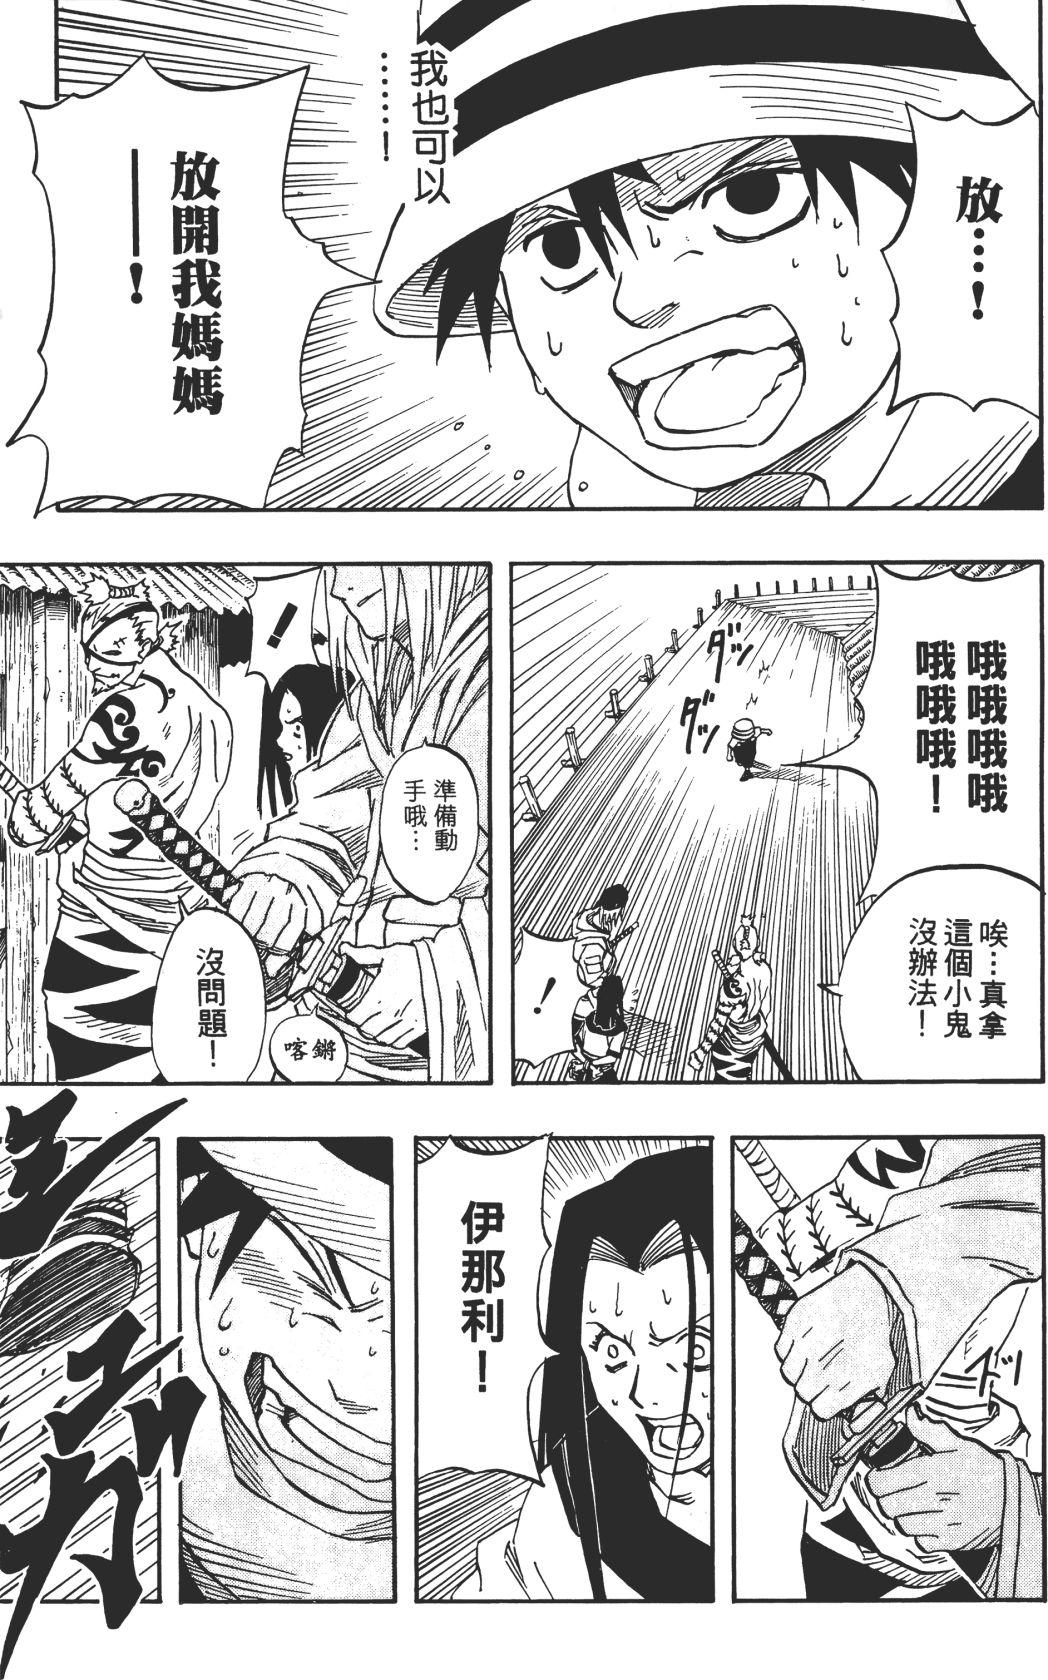 放…！
我也可以
……！
放開我媽媽
——！
哦哦哦哦
哦哦哦！
ダッ
ダッ
唉…真拿
這個小鬼
沒辦法！
！
！
準備動
手哦…
沒問題！
喀鏘
伊那利！